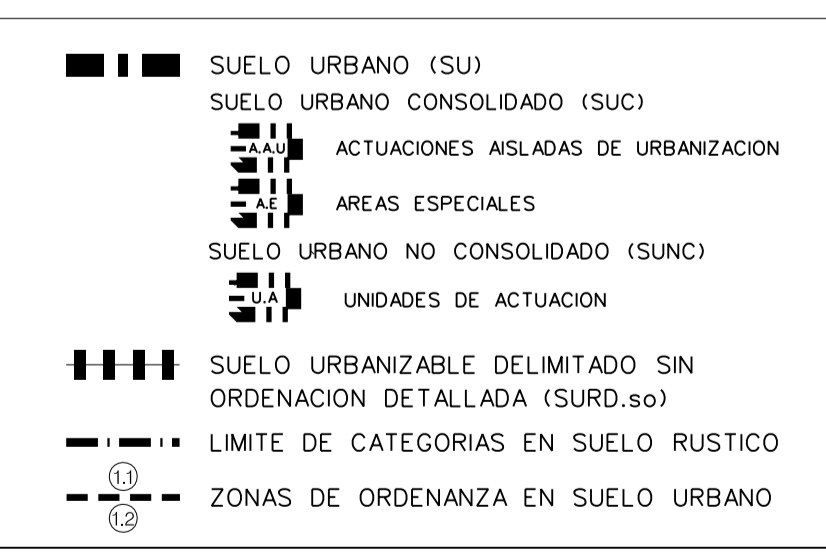 SUELO URBANO (SU)
SUELO URBANO CONSOLIDADO (SUC)
A.A.U ACTUACIONES AISLADAS DE URBANIZACION
A.E AREAS ESPECIALES
SUELO URBANO NO CONSOLIDADO (SUNC)
U.A UNIDADES DE ACTUACION
SUELO URBANIZABLE DELIMITADO SIN
ORDENACION DETALLADA (SURD.so)
LIMITE DE CATEGORIAS EN SUELO RUSTICO
1.1
ZONAS DE ORDENANZA EN SUELO URBANO
1.2